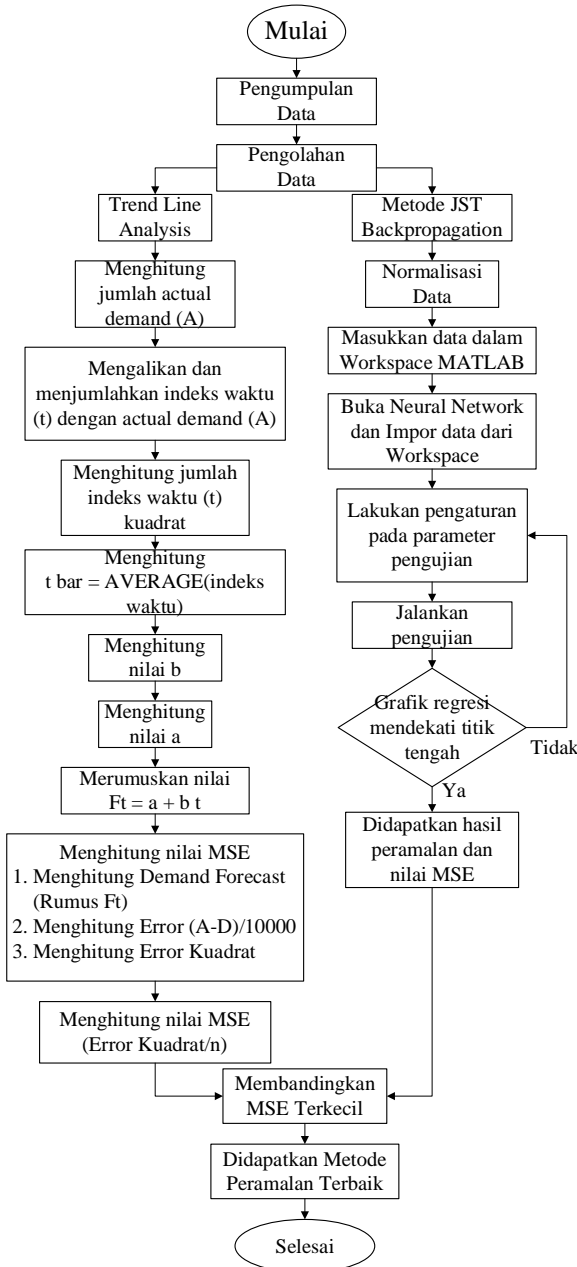 Mulai
Pengumpulan
Data
Pengolahan
Data
Trend Line
Analysis
Menghitung
jumlah actual
demand (A)
Mengalikan dan
menjumlahkan indeks waktu
(t) dengan actual demand (A)
Menghitung jumlah
indeks waktu (t)
kuadrat
Menghitung
t bar = AVERAGE(indeks
waktu)
Menghitung
nilai b
Menghitung
nilai a
Merumuskan nilai
Ft = a + b t
Menghitung nilai MSE
1. Menghitung Demand Forecast
(Rumus Ft)
2. Menghitung Error (A-D)/10000
3. Menghitung Error Kuadrat
Menghitung nilai MSE
(Error Kuadrat/n)
Metode JST
Backpropagation
Normalisasi
Data
Masukkan data dalam
Workspace MATLAB
Buka Neural Network
dan Impor data dari
Workspace
Lakukan pengaturan
pada parameter
pengujian
Jalankan
pengujian
Grafik regresi
mendekati titik
tengah
Tidak
Ya
Didapatkan hasil
peramalan dan
nilai MSE
Membandingkan
MSE Terkecil
Didapatkan Metode
Peramalan Terbaik
Selesai